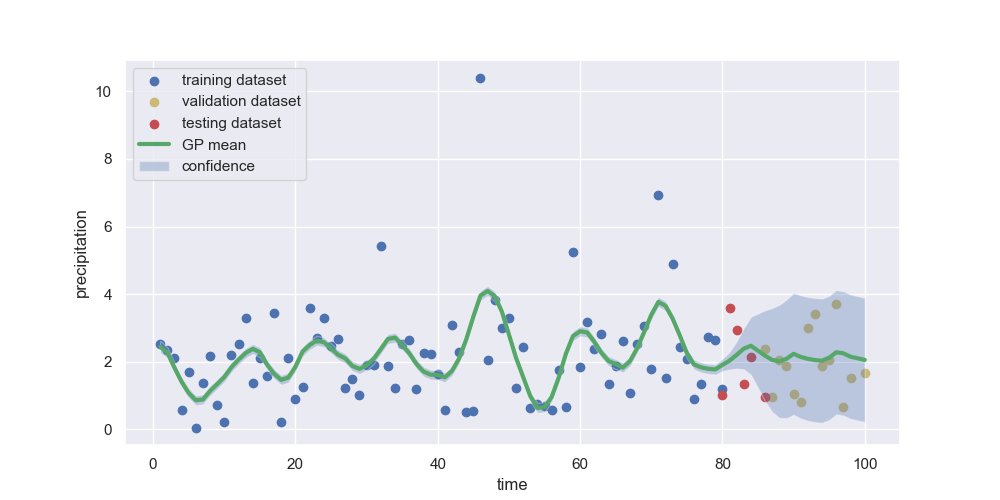 training dataset
validation dataset
testing dataset
GP mean
confidence
10
8
6
4
2
0
precipitation
0 20 40 60 80 100
time